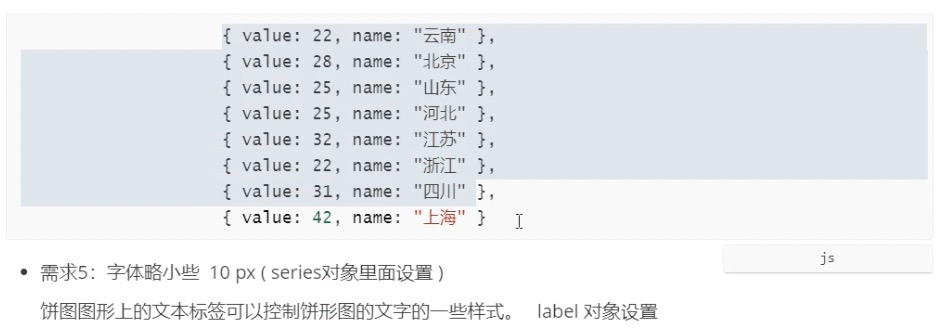 { value: 22, name: "云南" },
{ value: 28, name: "北京" },
{ value: 25, name: "山东" },
{ value: 25, name: "河北" },
{ value: 32, name: "江苏" },
{ value: 22, name: "浙江" },
{ value: 31, name: "四川" },
{ value: 42, name: "上海" }
js
• 需求5：字体略小些 10 px ( series对象里面设置 )
饼图图形上的文本标签可以控制饼形图的文字的一些样式。 label 对象设置